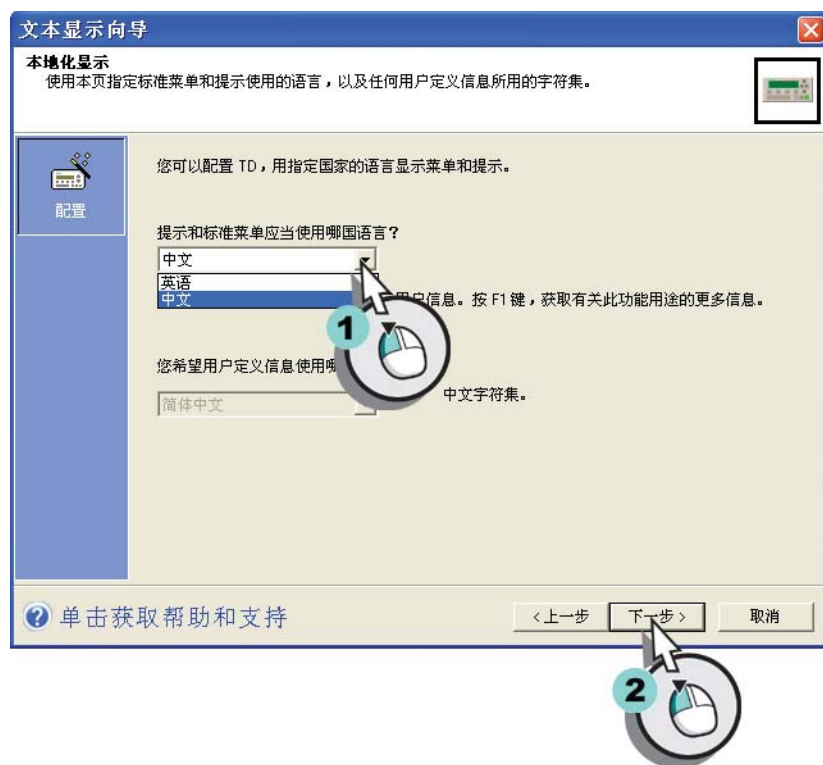 文本显示向导
本地化显示
使用本页指定标准菜单和提示使用的语言，以及任何用户定义信息所用的字符集。
配置
您可以配置 TD，用指定国家的语言显示菜单和提示。
提示和标准菜单应当使用哪国语言？
中文
英语
中文
用户信息。按 F1 键，获取有关此功能用途的更多信息。
1
您希望用户定义信息使用哪
简体中文
中文字符集。
单击获取帮助和支持
<上一步
下一步>
取消
2